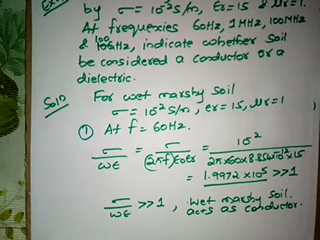 by σ = 10⁻²s/m, εr=15 & μr=1.
At frequencies 60Hz, 1MHz, 100MHz
& 100GHz, indicate whether soil
be considered a conductor or a
dielectric.
Solⁿ For wet marshy soil
σ = 10⁻²s/m, εr=15, μr=1
① At f = 60Hz.
σ/ωε = σ/(2πf)ε₀εr = 10⁻²/2π×60×8.854×10⁻¹²×15
= 1.9972 × 10⁵ >>1
σ/ωε >>1, wet marshy soil
acts as conductor.